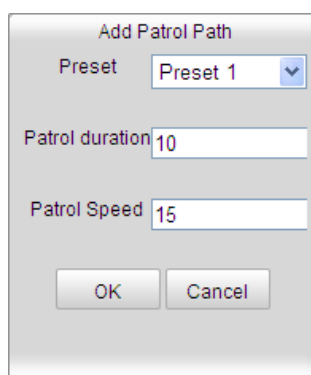 Add Patrol Path
Preset Preset 1
Patrol duration 10
Patrol Speed 15
OK Cancel